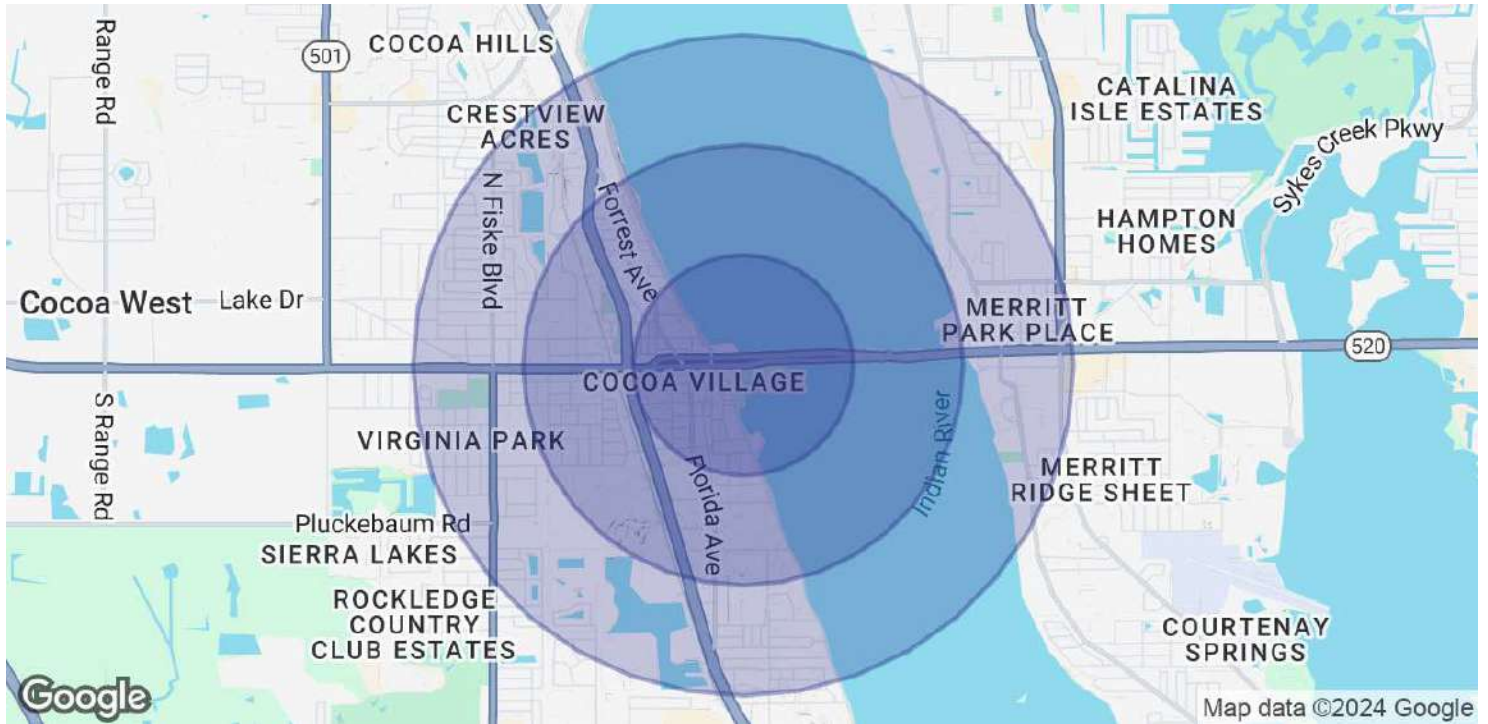 Range Rd
501
COCOA HILLS
CRESTVIEW
ACRES
CATALINA
ISLE ESTATES
Sykes Creek Pkwy
N Fiske Blvd
Forrest Ave
HAMPTON
HOMES
Cocoa West
Lake Dr
MERRITT
PARK PLACE
520
COCOA VILLAGE
S Range Rd
VIRGINIA PARK
Florida Ave
Indian River
MERRITT
RIDGE SHEET
Pluckebaum Rd
SIERRA LAKES
ROCKLEDGE
COUNTRY
CLUB ESTATES
COURTENAY
SPRINGS
Google
Map data ©2024 Google